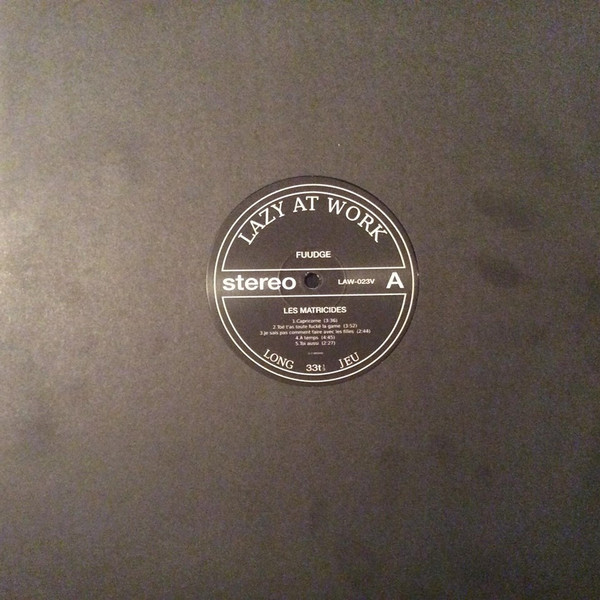 LAZY AT WORK
FUUDGE
stereo LAW-023V A
LES MATRICIDES
1.Capricorne (3:36)
2.Toé t'as toute fucké la game (3:52)
3.je sais pas comment faire avec les filles (2:44)
4.A temps (4:45)
5.Toi aussi (2:27)
LONG 33t JEU